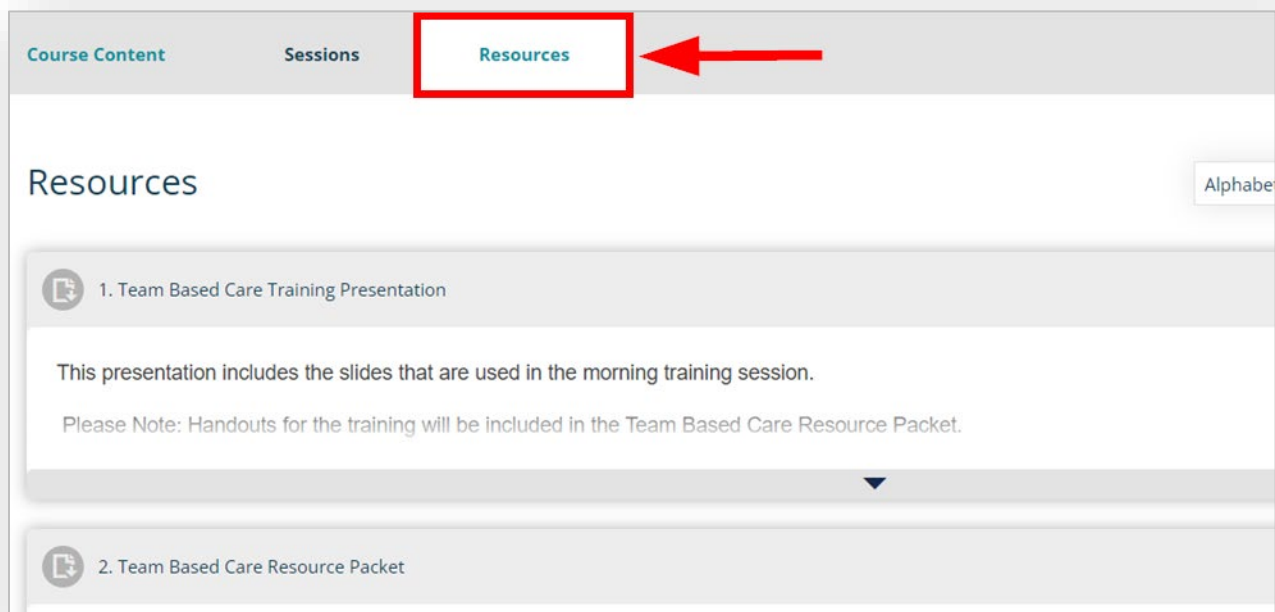 Course Content Sessions Resources
Resources
1. Team Based Care Training Presentation
This presentation includes the slides that are used in the morning training session.
Please Note: Handouts for the training will be included in the Team Based Care Resource Packet.
2. Team Based Care Resource Packet